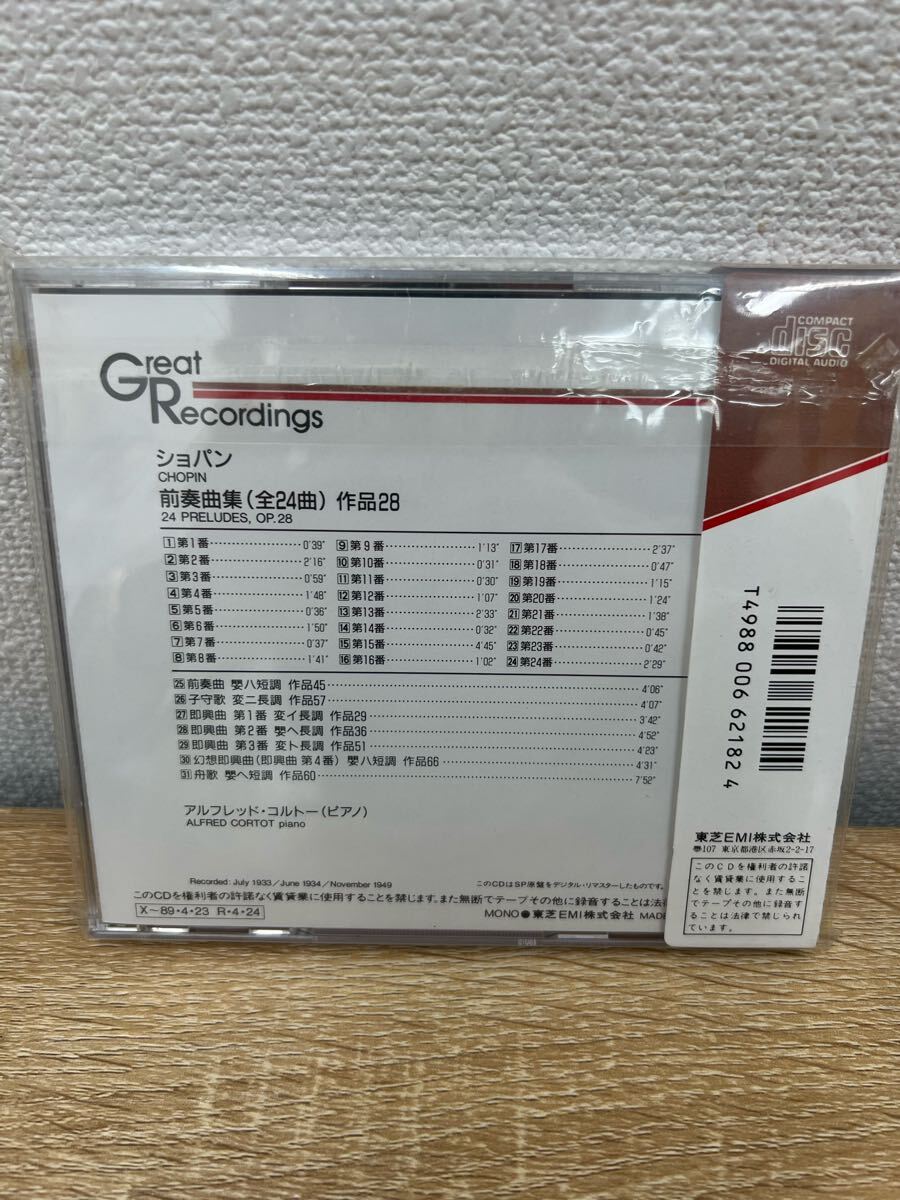 Great
Recordings
ショパン
CHOPIN
前奏曲集(全24曲) 作品28
24 PRELUDES, OP.28
1 第1番 0'39"
2 第2番 2'16"
3 第3番 0'59"
4 第4番 1'48"
5 第5番 0'36"
6 第6番 1'50"
7 第7番 0'37"
8 第8番 1'41"
9 第9番 1'13"
10 第10番 0'31"
11 第11番 0'30"
12 第12番 1'07"
13 第13番 2'33"
14 第14番 0'32"
15 第15番 4'45"
16 第16番 1'02"
17 第17番 2'37"
18 第18番 0'47"
19 第19番 1'15"
20 第20番 1'24"
21 第21番 1'38"
22 第22番 0'45"
23 第23番 0'42"
24 第24番 2'29"
25 前奏曲 嬰ハ短調 作品45 4'06"
26 子守歌 変ニ長調 作品57 4'07"
27 即興曲 第1番 変イ長調 作品29 3'42"
28 即興曲 第2番 嬰ヘ長調 作品36 4'52"
29 即興曲 第3番 変ト長調 作品51 4'23"
30 幻想即興曲(即興曲 第4番) 嬰ハ短調 作品66 4'31"
31 舟歌 嬰ヘ短調 作品60 7'52"
アルフレッド・コルトー(ピアノ)
ALFRED CORTOT piano
Recorded: July 1933/June 1934/November 1949
このCDはSP原盤をデジタル・リマスターしたものです。
このCDを権利者の許諾なく賃貸業に使用することを禁じます。また無断でテープその他に録音することは法律
X〜89・4・23 R・4・24
MONO●東芝EMI株式会社 MADE
COMPACT
disc
DIGITAL AUDIO
T4988 006 62182 4
東芝EMI株式会社
〒107 東京都港区赤坂2-2-17
このCDを権利者の許諾
なく賃貸業に使用するこ
とを禁じます。また無断
でテープその他に録音す
ることは法律で禁じられ
ています。